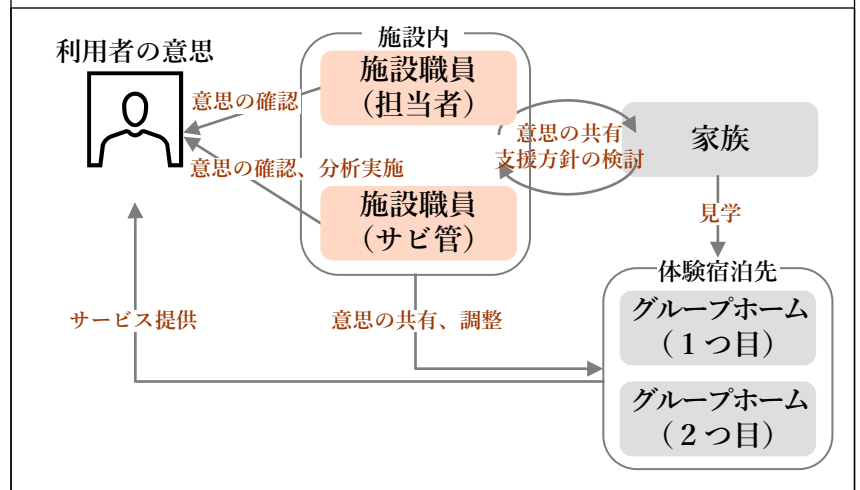 利用者の意思
施設内
施設職員
（担当者）
意思の確認
意思の確認、分析実施
施設職員
（サビ管）
意思の共有
支援方針の検討
家族
見学
体験宿泊先
グループホーム
（１つ目）
グループホーム
（２つ目）
意思の共有、調整
サービス提供